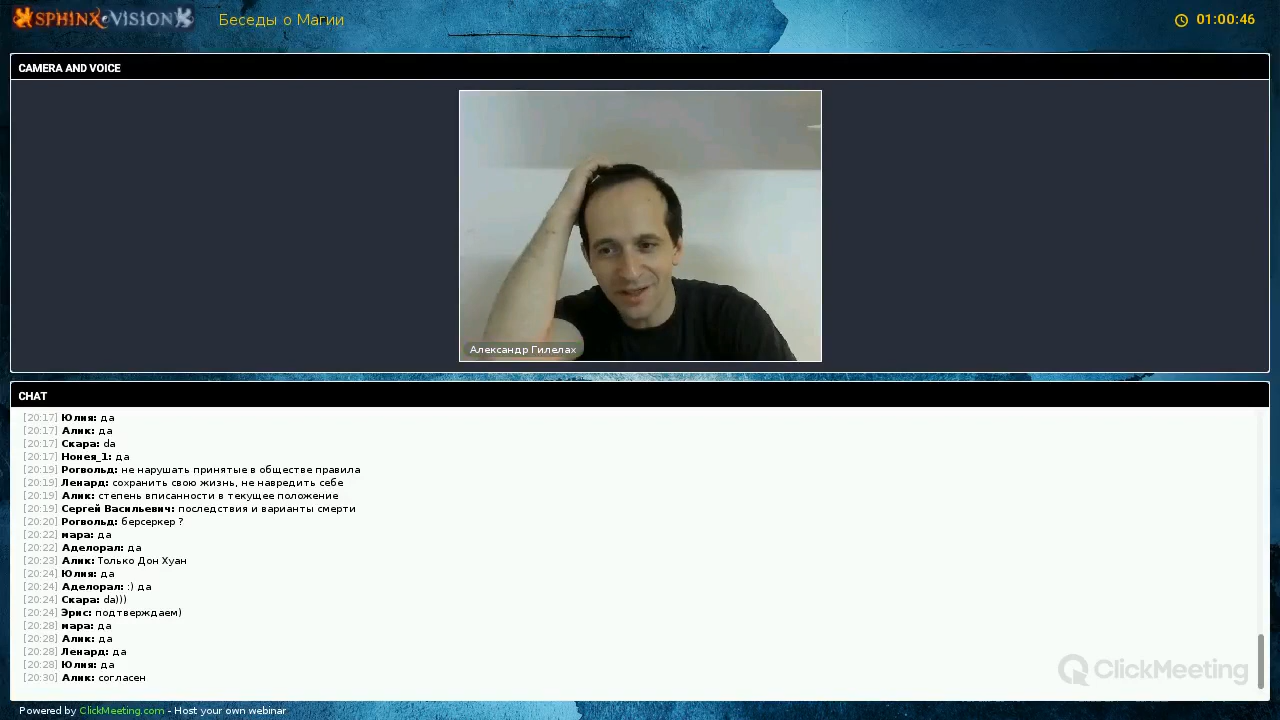 SPHINX VISION Беседы о Магии 01:00:46
CAMERA AND VOICE
Александр Гилелах
CHAT
[20:17] Юлия: да
[20:17] Алик: да
[20:17] Скара: da
[20:17] Нонея_1: да
[20:19] Рогвольд: не нарушать принятые в обществе правила
[20:19] Ленард: сохранить свою жизнь, не навредить себе
[20:19] Алик: степень вписанности в текущее положение
[20:19] Сергей Васильевич: последствия и варианты смерти
[20:20] Рогвольд: берсеркер ?
[20:22] мара: да
[20:22] Аделорал: да
[20:23] Алик: Только Дон Хуан
[20:24] Юлия: да
[20:24] Аделорал: :) да
[20:24] Скара: da)))
[20:24] Эрис: подтверждаем)
[20:28] мара: да
[20:28] Алик: да
[20:28] Ленард: да
[20:28] Юлия: да
[20:30] Алик: согласен
ClickMeeting
Powered by ClickMeeting.com - Host your own webinar